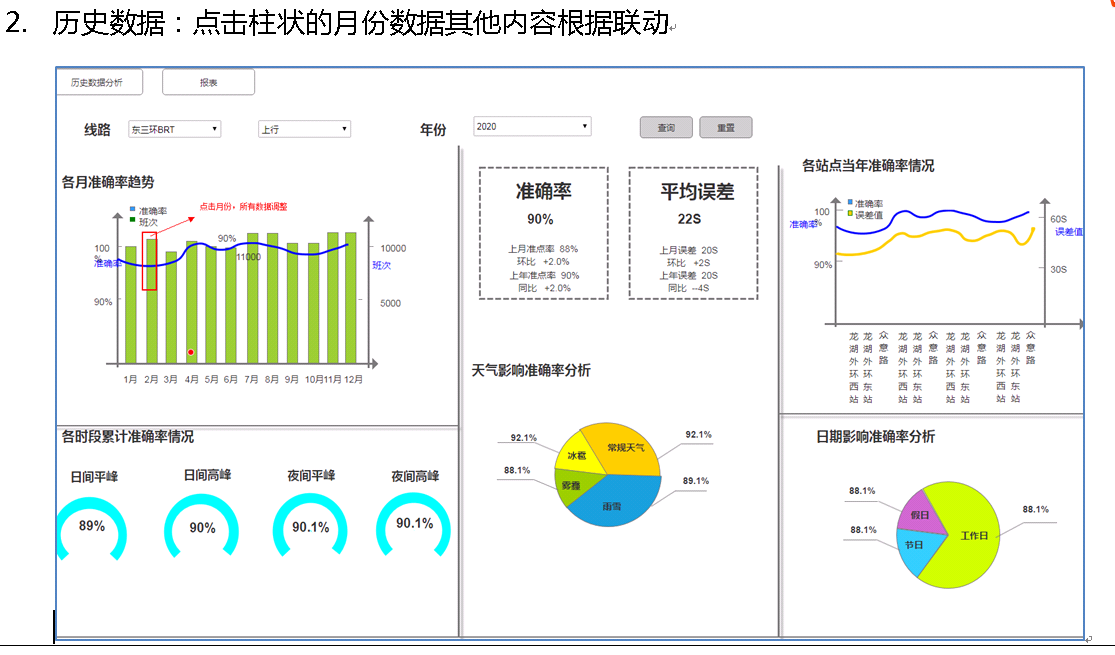 2. 历史数据：点击柱状的月份数据其他内容根据联动
历史数据分析
报表
线路
东三环BRT
上行
年份
2020
查询
重置
各月准确率趋势
准确率
班次
点击月份，所有数据调整
100
%
准确率
90%
90%
11000
10000
班次
5000
1月 2月 3月 4月 5月 6月 7月 8月 9月 10月 11月 12月
准确率
90%
上月准点率 88%
环比 +2.0%
上年准点率 90%
同比 +2.0%
平均误差
22S
上月误差 20S
环比 +2S
上年误差 20S
同比 --4S
各站点当年准确率情况
准确率
误差值
100
%
准确率
90%
60S
误差值
30S
龙湖外环西站
龙湖外环东站
众意路
龙湖外环西站
龙湖外环东站
众意路
龙湖外环西站
龙湖外环东站
众意路
龙湖外环西站
龙湖外环东站
众意路
各时段累计准确率情况
日间平峰
日间高峰
夜间平峰
夜间高峰
89%
90%
90.1%
90.1%
天气影响准确率分析
92.1%
冰雹
常规天气
92.1%
88.1%
雾霾
雨雪
89.1%
日期影响准确率分析
88.1%
假日
88.1%
节日
工作日
88.1%